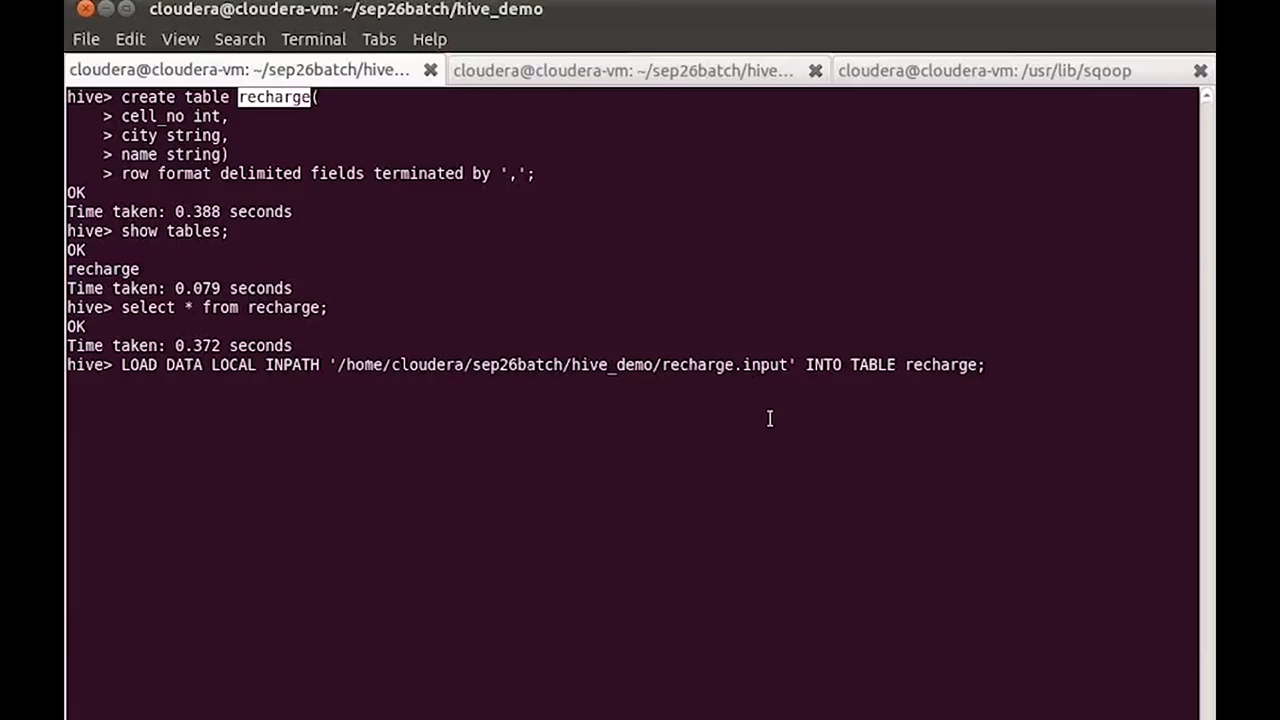 cloudera@cloudera-vm: ~/sep26batch/hive_demo
File Edit View Search Terminal Tabs Help
cloudera@cloudera-vm: ~/sep26batch/hive... cloudera@cloudera-vm: ~/sep26batch/hive... cloudera@cloudera-vm: /usr/lib/sqoop
hive> create table recharge(
    > cell_no int,
    > city string,
    > name string)
    > row format delimited fields terminated by ',';
OK
Time taken: 0.388 seconds
hive> show tables;
OK
recharge
Time taken: 0.079 seconds
hive> select * from recharge;
OK
Time taken: 0.372 seconds
hive> LOAD DATA LOCAL INPATH '/home/cloudera/sep26batch/hive_demo/recharge.input' INTO TABLE recharge;